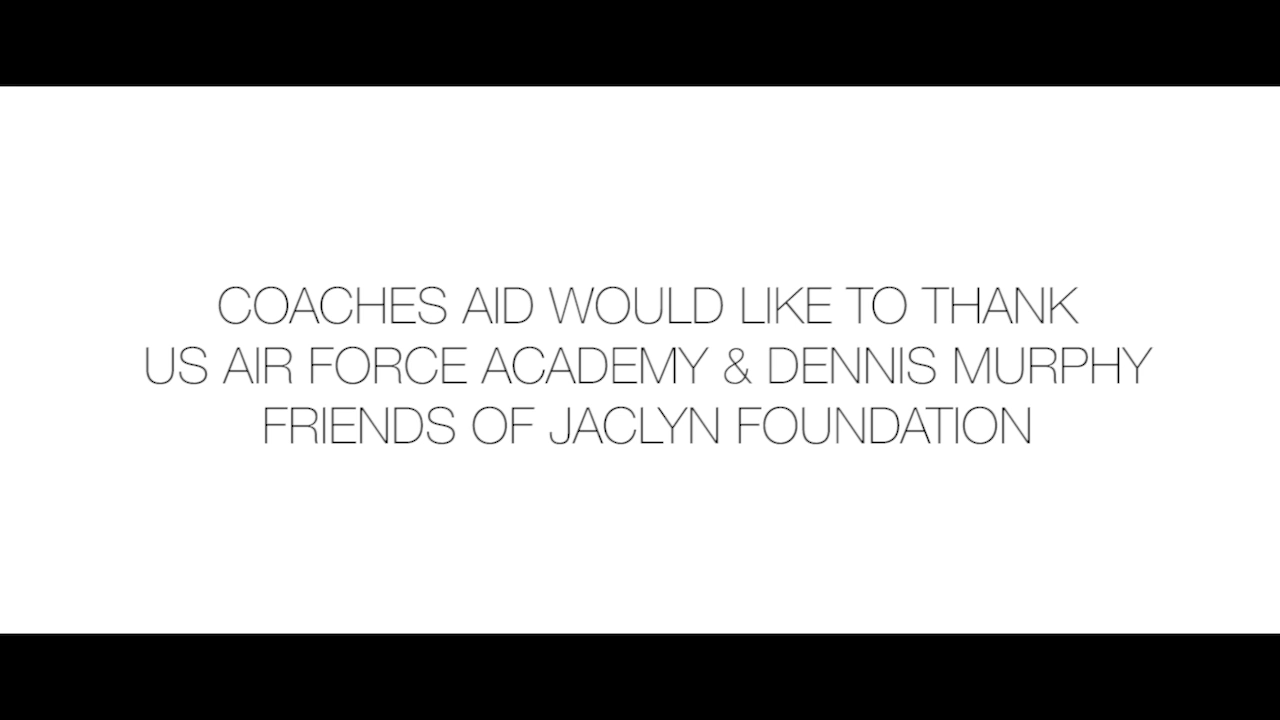 COACHES AID WOULD LIKE TO THANK
US AIR FORCE ACADEMY & DENNIS MURPHY
FRIENDS OF JACLYN FOUNDATION